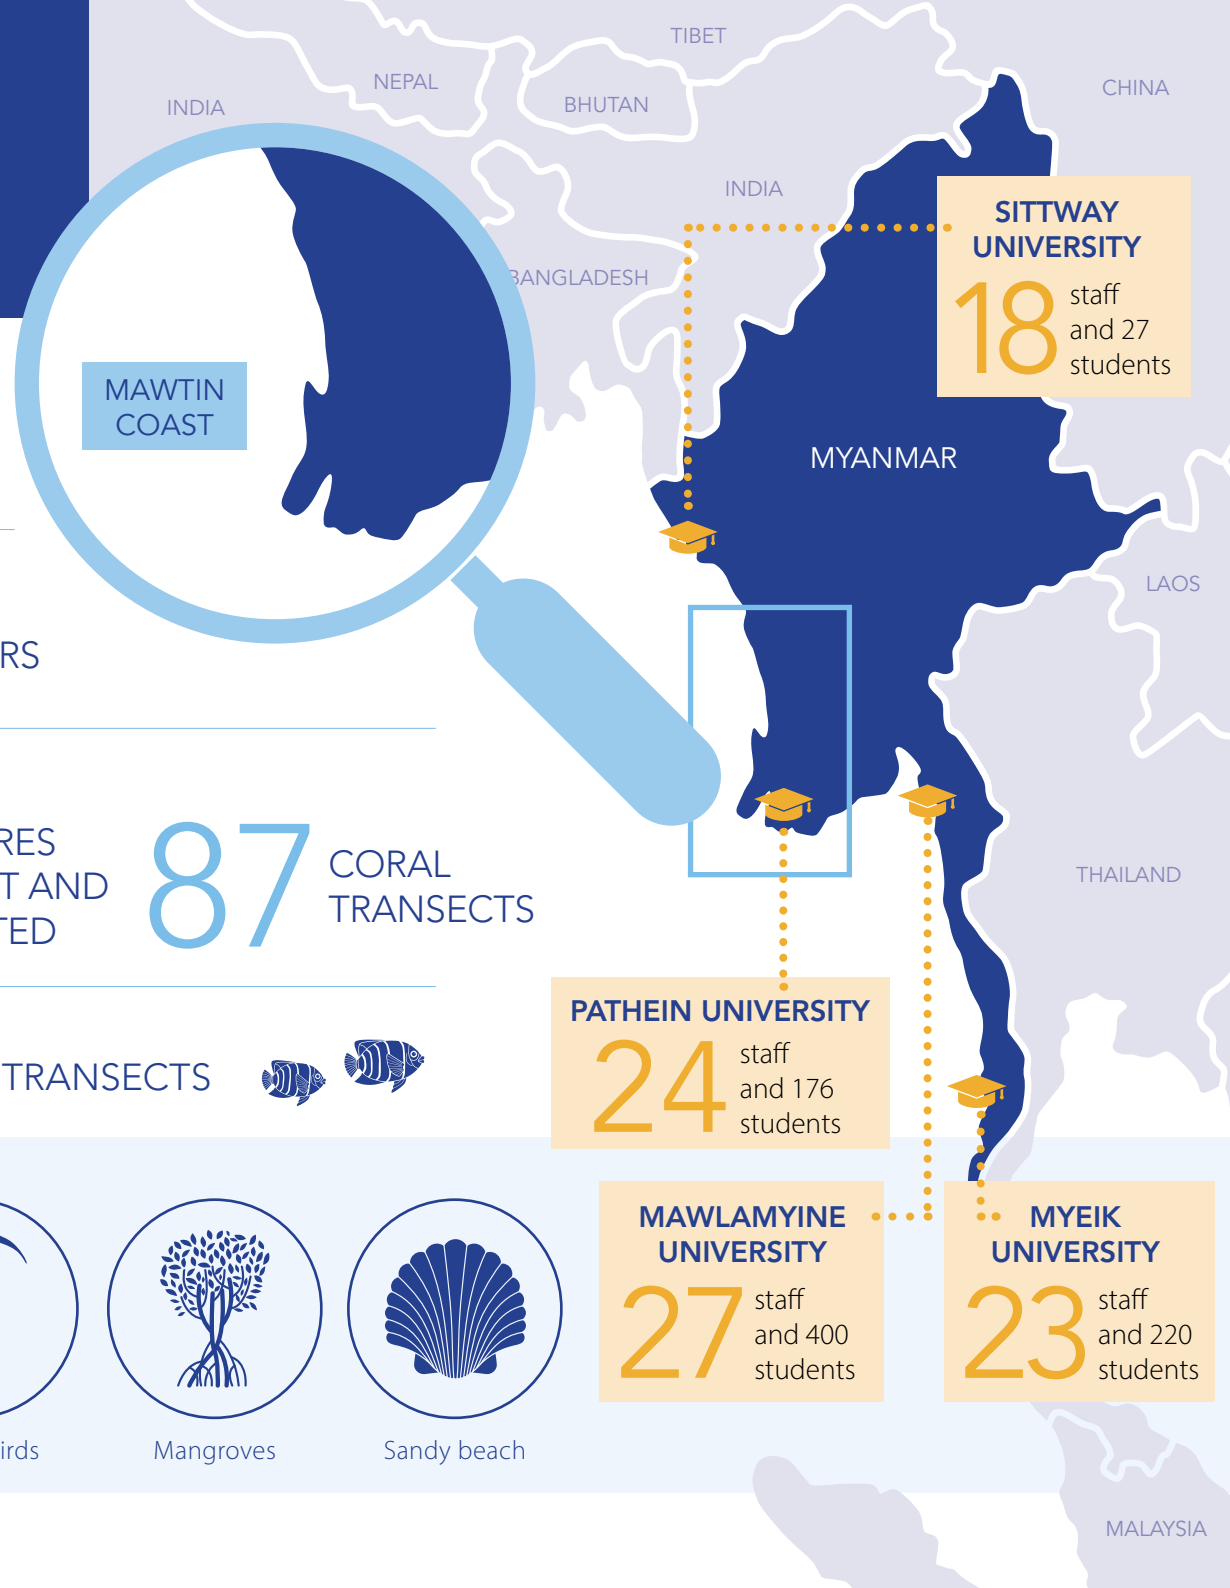 TIBET
NEPAL
CHINA
BHUTAN
INDIA
INDIA
SITTWAY
UNIVERSITY
18 staff
and 27
students
BANGLADESH
MAWTIN
COAST
MYANMAR
LAOS
RS
RES
T AND
TED
87 CORAL
TRANSECTS
THAILAND
PATHEIN UNIVERSITY
24 staff
and 176
students
TRANSECTS
MAWLAMYINE
UNIVERSITY
27 staff
and 400
students
MYEIK
UNIVERSITY
23 staff
and 220
students
irds
Mangroves
Sandy beach
MALAYSIA